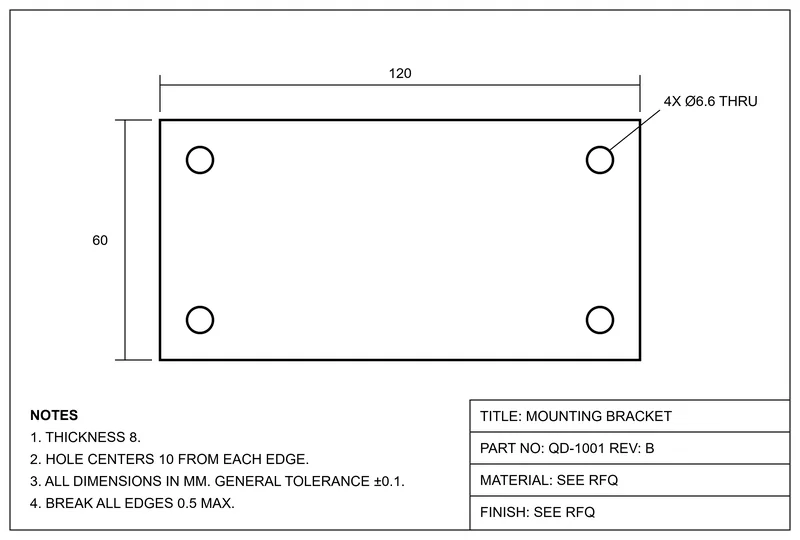 120
4X Ø6.6 THRU
60
NOTES
1. THICKNESS 8.
2. HOLE CENTERS 10 FROM EACH EDGE.
3. ALL DIMENSIONS IN MM. GENERAL TOLERANCE ±0.1.
4. BREAK ALL EDGES 0.5 MAX.
TITLE: MOUNTING BRACKET
PART NO: QD-1001 REV: B
MATERIAL: SEE RFQ
FINISH: SEE RFQ